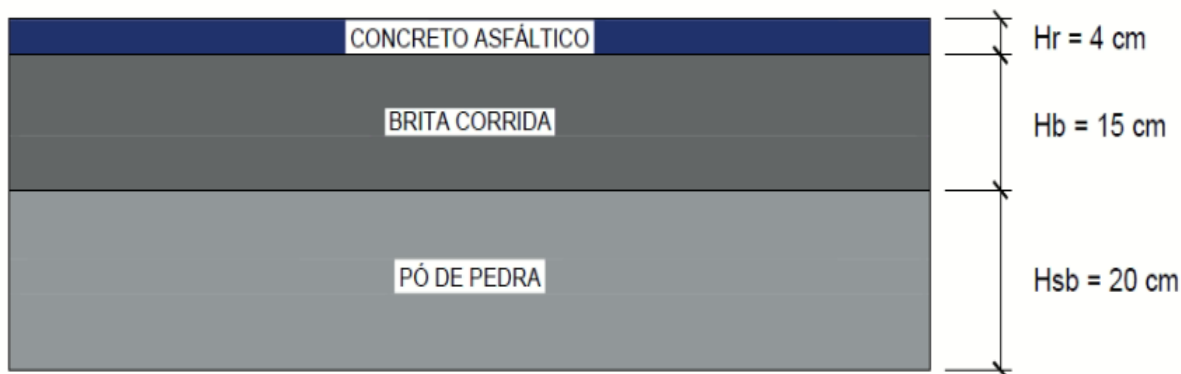 CONCRETO ASFÁLTICO
Hr = 4 cm
BRITA CORRIDA
Hb = 15 cm
PÓ DE PEDRA
Hsb = 20 cm